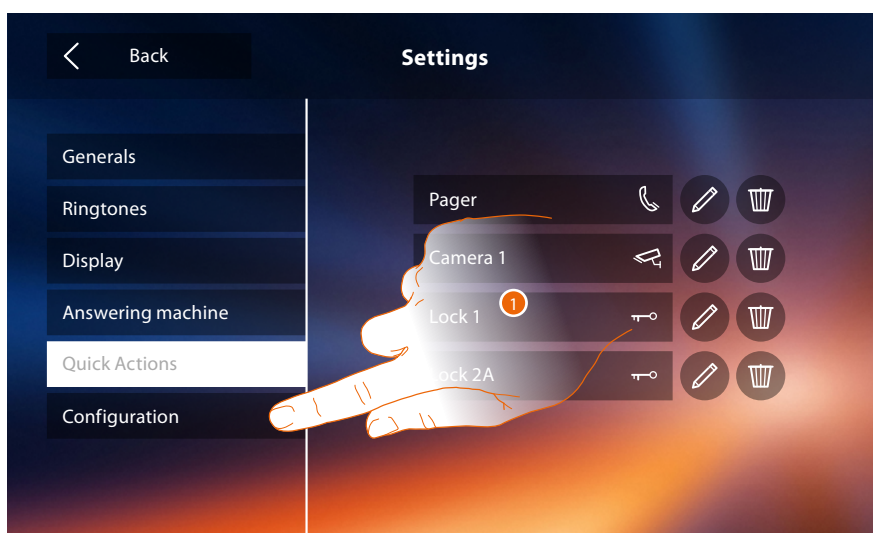 Back
Settings
Generals
Ringtones
Display
Answering machine
Quick Actions
Configuration
Pager
Camera 1
Lock 1
1
Lock 2A